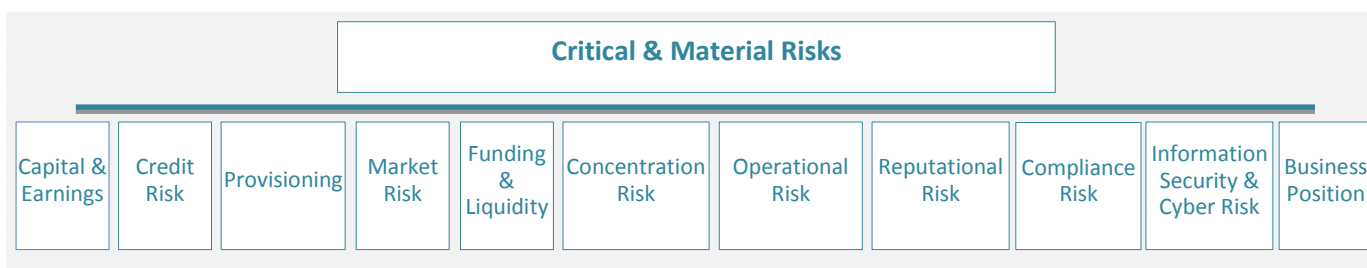 Critical & Material Risks
Capital &
Earnings
Credit
Risk
Provisioning
Market
Risk
Funding
&
Liquidity
Concentration
Risk
Operational
Risk
Reputational
Risk
Compliance
Risk
Information
Security &
Cyber Risk
Business
Position